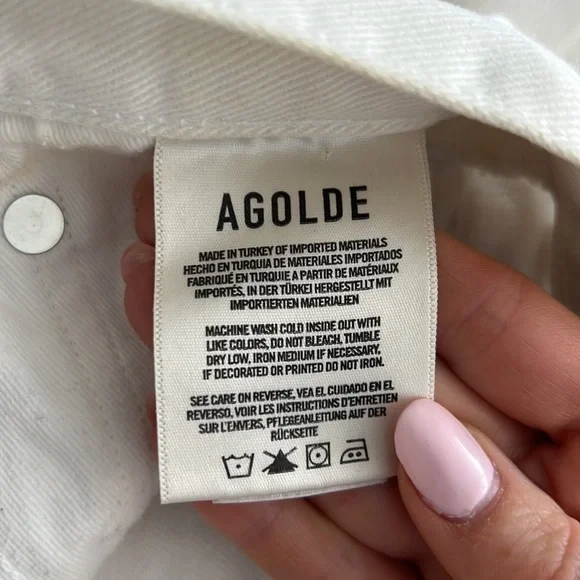 AGOLDE
MADE IN TURKEY OF IMPORTED MATERIALS
HECHO EN TURQUIA DE MATERIALES IMPORTADOS
FABRIQUÉ EN TURQUIE A PARTIR DE MATÉRIAUX
IMPORTÉS, IN DER TÜRKEI HERGESTELLT MIT
IMPORTIERTEN MATERIALIEN
MACHINE WASH COLD INSIDE OUT WITH
LIKE COLORS, DO NOT BLEACH, TUMBLE
DRY LOW, IRON MEDIUM IF NECESSARY,
IF DECORATED OR PRINTED DO NOT IRON.
SEE CARE ON REVERSE, VEA EL CUIDADO EN EL
REVERSO, VOIR LES INSTRUCTIONS D'ENTRETIEN
SUR L'ENVERS, PFLEGEANLEITUNG AUF DER
RÜCKSEITE